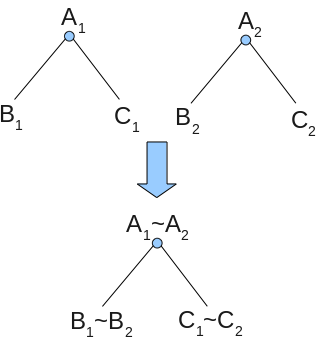 A₁ A₂
B₁ C₁ B₂ C₂
A₁~A₂
B₁~B₂ C₁~C₂